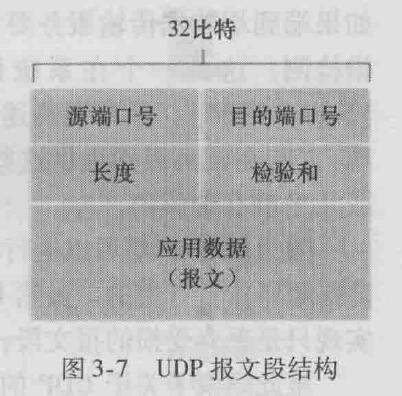 32比特
源端口号 目的端口号
长度 检验和
应用数据
（报文）
图 3-7 UDP 报文段结构